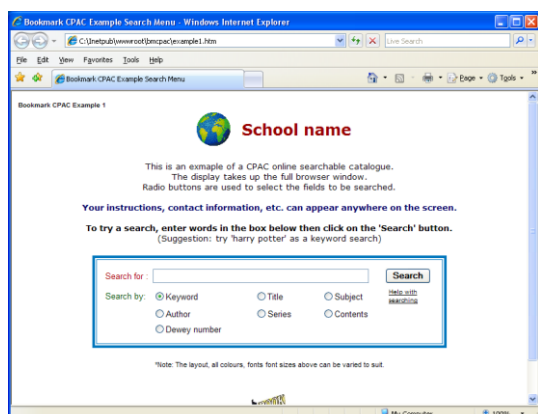 Bookmark CPAC Example Search Menu - Windows Internet Explorer
C:\Inetpub\wwwroot\bmcpac\example1.htm
Live Search
File Edit View Favorites Tools Help
Bookmark CPAC Example Search Menu
Page Tools
Bookmark CPAC Example 1
School name
This is an exmaple of a CPAC online searchable catalogue.
The display takes up the full browser window.
Radio buttons are used to select the fields to be searched.
Your instructions, contact information, etc. can appear anywhere on the screen.
To try a search, enter words in the box below then click on the 'Search' button.
(Suggestion: try 'harry potter' as a keyword search)
Search for :
Search
Search by: Keyword Title Subject
Help with
searching
Author Series Contents
Dewey number
*Note: The layout, all colours, fonts font sizes above can be varied to suit.
My Computer 100%